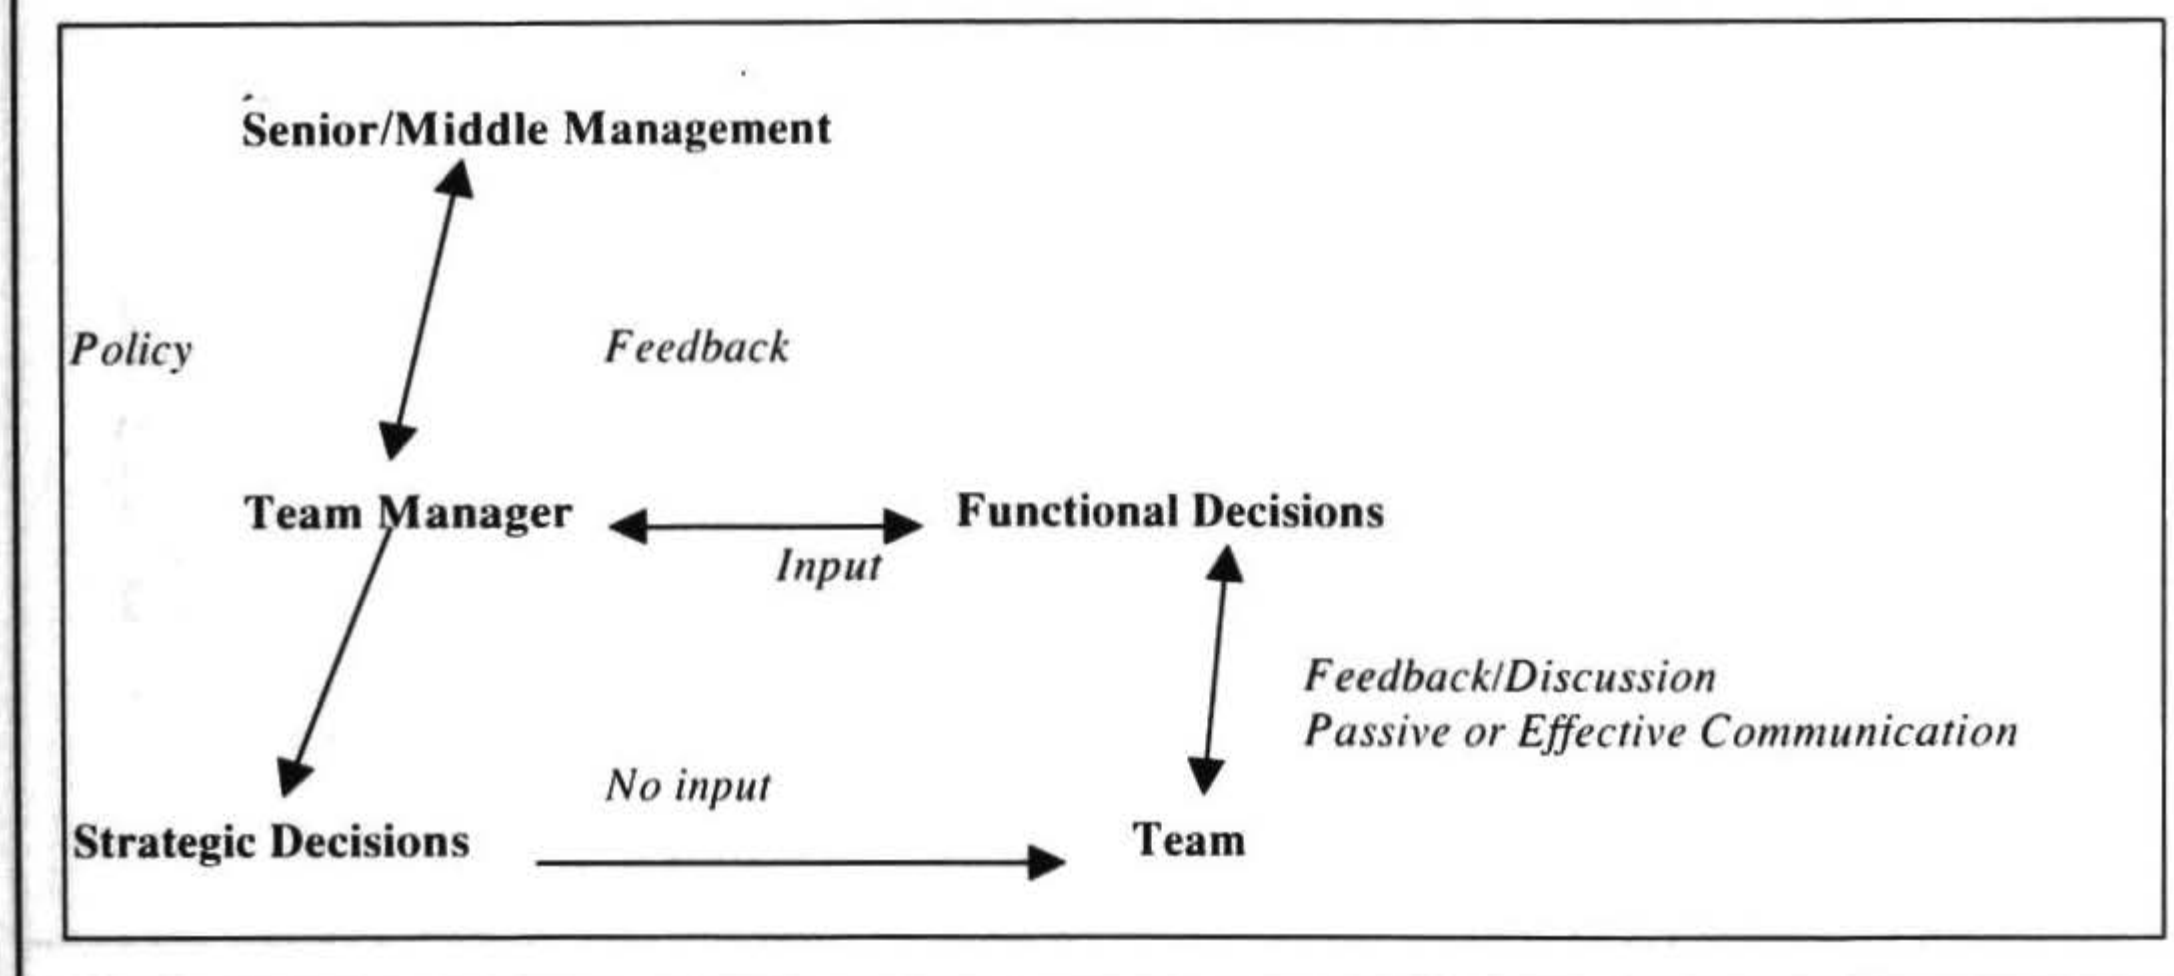 Senior/Middle Management
Policy
Feedback
Team Manager
Functional Decisions
Input
Feedback/Discussion
Passive or Effective Communication
No input
Strategic Decisions
Team